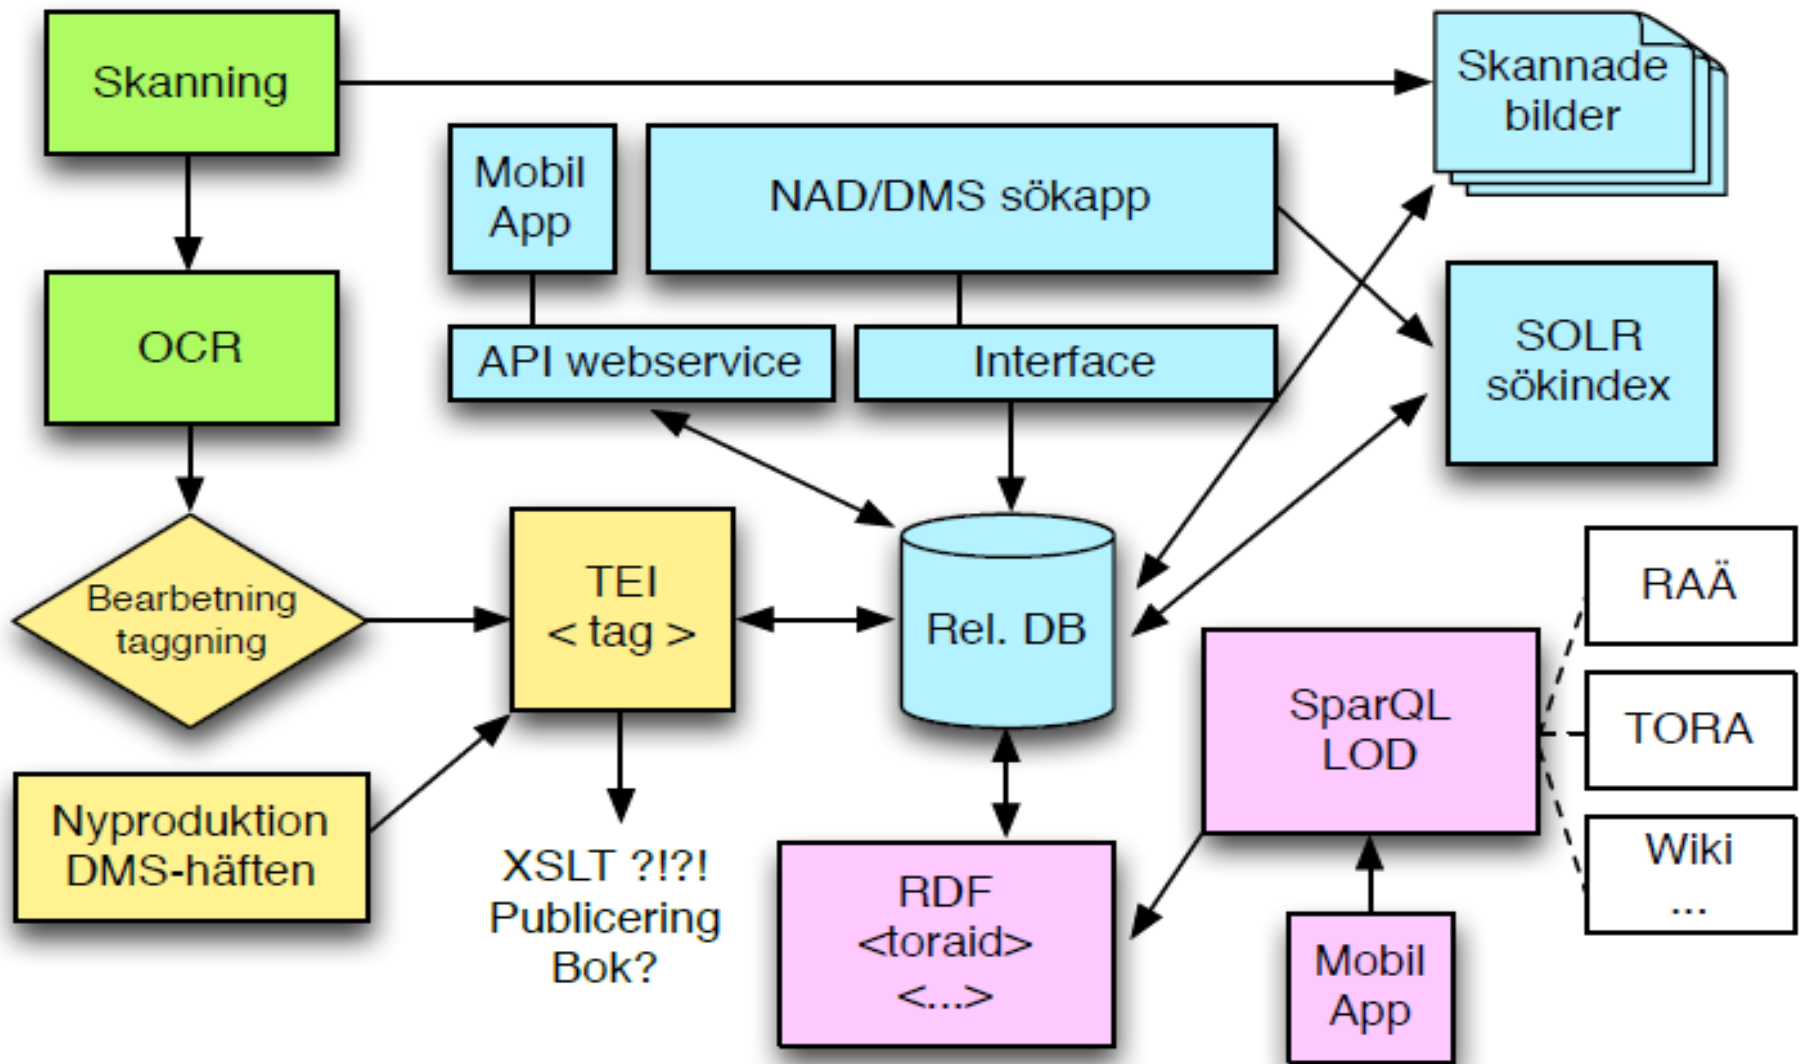 Skanning
Skannade
bilder
Mobil
App
NAD/DMS sökapp
OCR
API webservice
Interface
SOLR
sökindex
Bearbetning
taggning
TEI
< tag >
Rel. DB
RAÄ
SparQL
LOD
TORA
Nyproduktion
DMS-häften
XSLT ?!?!
Publicering
Bok?
RDF
<toraid>
<...>
Mobil
App
Wiki
...